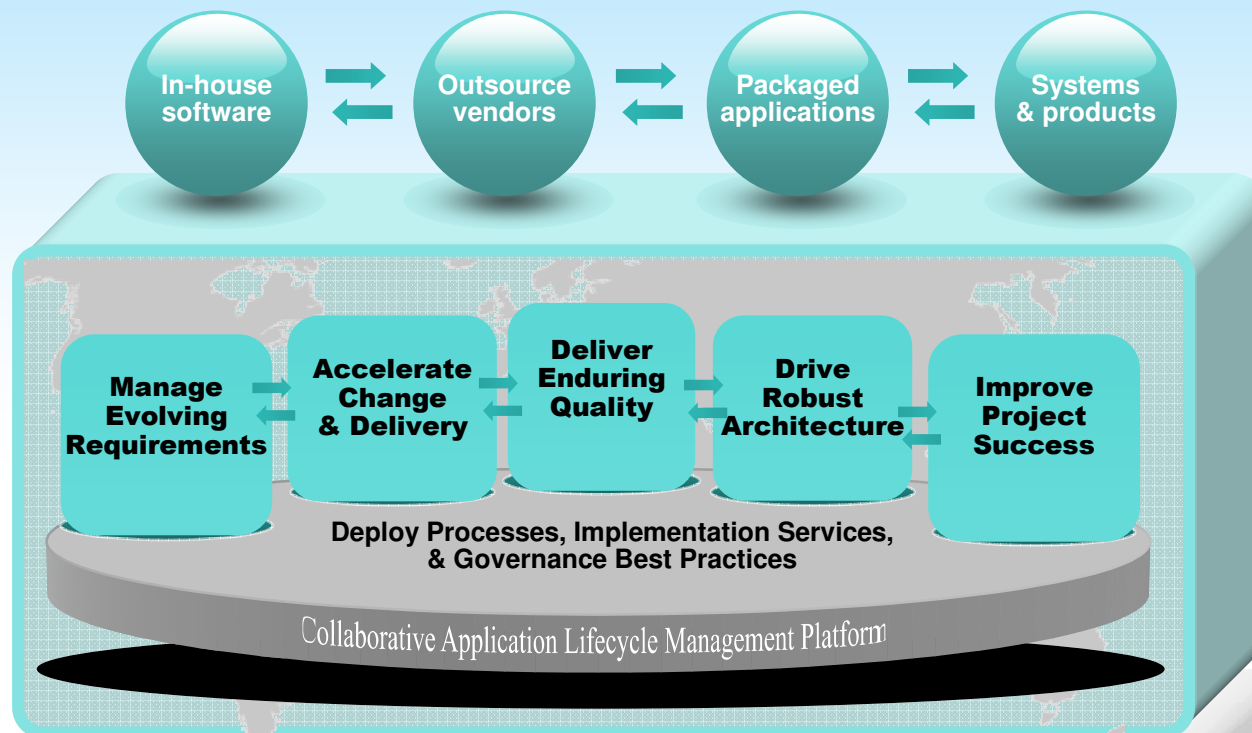 In-house
software
Outsource
vendors
Packaged
applications
Systems
& products
Manage
Evolving
Requirements
Accelerate
Change
& Delivery
Deliver
Enduring
Quality
Drive
Robust
Architecture
Improve
Project
Success
Deploy Processes, Implementation Services,
& Governance Best Practices
Collaborative Application Lifecycle Management Platform